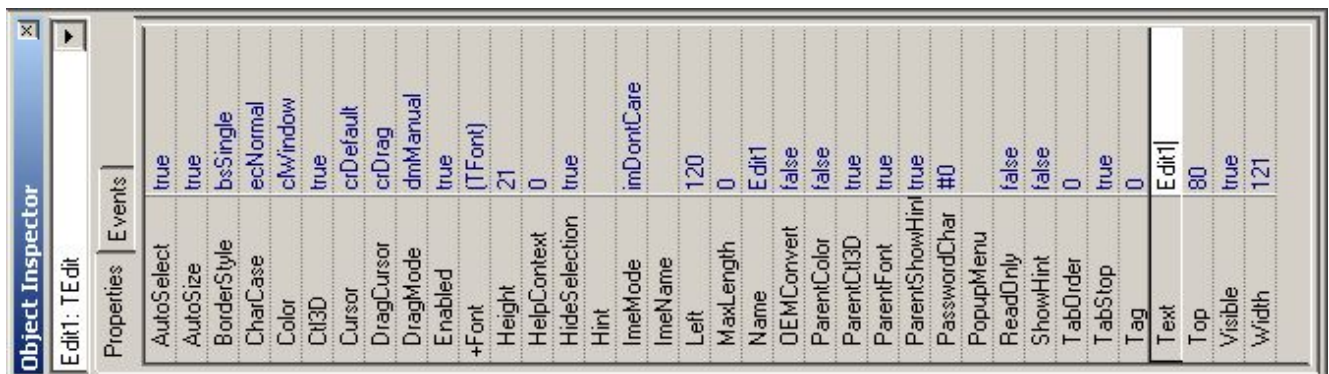 Object Inspector
Edit1: TEdit
Properties Events
AutoSelect true
AutoSize true
BorderStyle bsSingle
CharCase ecNormal
Color clWindow
Ctl3D true
Cursor crDefault
DragCursor crDrag
DragMode dmManual
Enabled true
+Font (TFont)
Height 21
HelpContext 0
HideSelection true
Hint
ImeMode imDontCare
ImeName
Left 120
MaxLength 0
Name Edit1
OEMConvert false
ParentColor false
ParentCtl3D true
ParentFont true
ParentShowHint true
PasswordChar #0
PopupMenu
ReadOnly false
ShowHint false
TabOrder 0
TabStop true
Tag 0
Text Edit1
Top 80
Visible true
Width 121